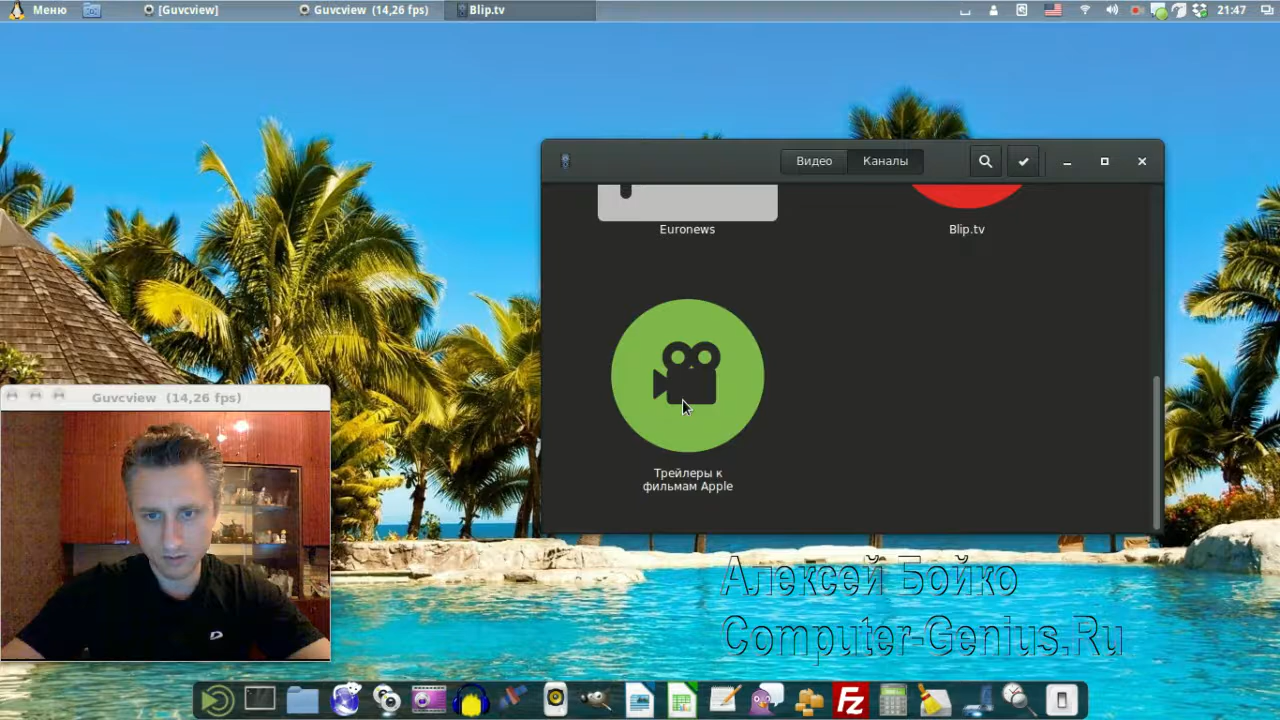 Меню
[Guvcview]
Guvcview (14,26 fps)
Blip.tv
21:47
Видео
Каналы
Euronews
Blip.tv
Трейлеры к
фильмам Apple
Guvcview (14,26 fps)
Алексей Бойко
Computer-Genius.Ru
FZ